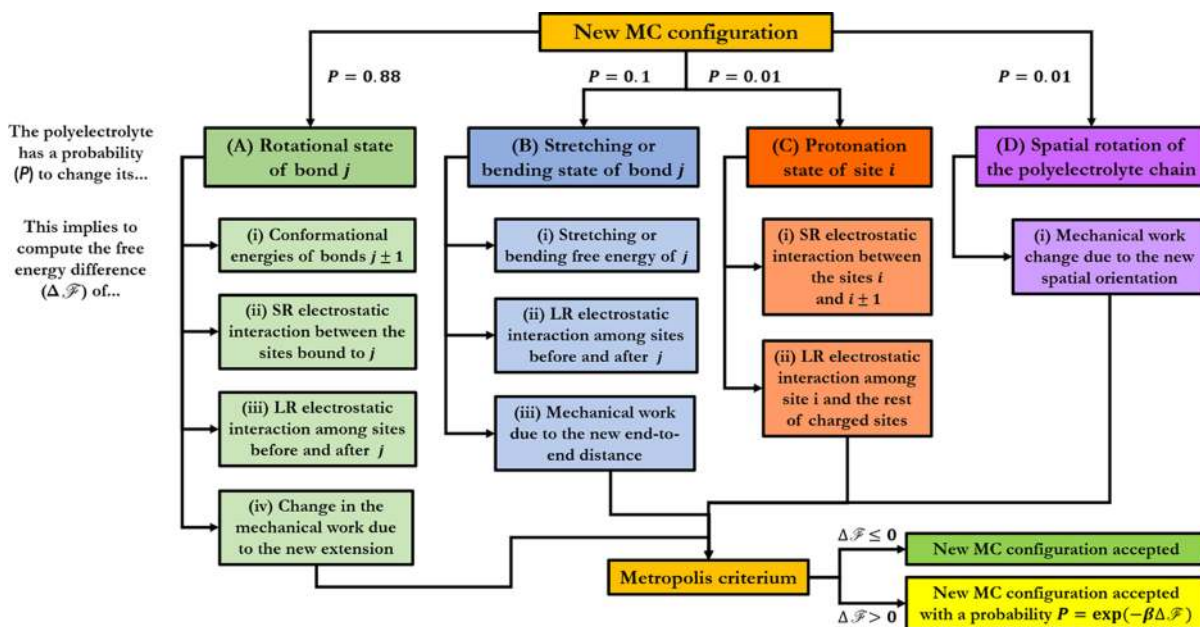 New MC configuration
P = 0.88
P = 0.1
P = 0.01
P = 0.01
The polyelectrolyte
has a probability
(P) to change its...
(A) Rotational state
of bond j
(B) Stretching or
bending state of bond j
(C) Protonation
state of site i
(D) Spatial rotation of
the polyelectrolyte chain
This implies to
compute the free
energy difference
(Δ ℱ) of...
(i) Conformational
energies of bonds j ± 1
(ii) SR electrostatic
interaction between the
sites bound to j
(iii) LR electrostatic
interaction among sites
before and after j
(iv) Change in the
mechanical work due
to the new extension
(i) Stretching or
bending free energy of j
(ii) LR electrostatic
interaction among sites
before and after j
(iii) Mechanical work
due to the new end-to-
end distance
(i) SR electrostatic
interaction between
the sites i
and i ± 1
(ii) LR electrostatic
interaction among
site i and the rest
of charged sites
(i) Mechanical work
change due to the new
spatial orientation
Metropolis criterium
Δ ℱ ≤ 0
New MC configuration accepted
Δ ℱ > 0
New MC configuration accepted
with a probability P = exp(−βΔℱ)